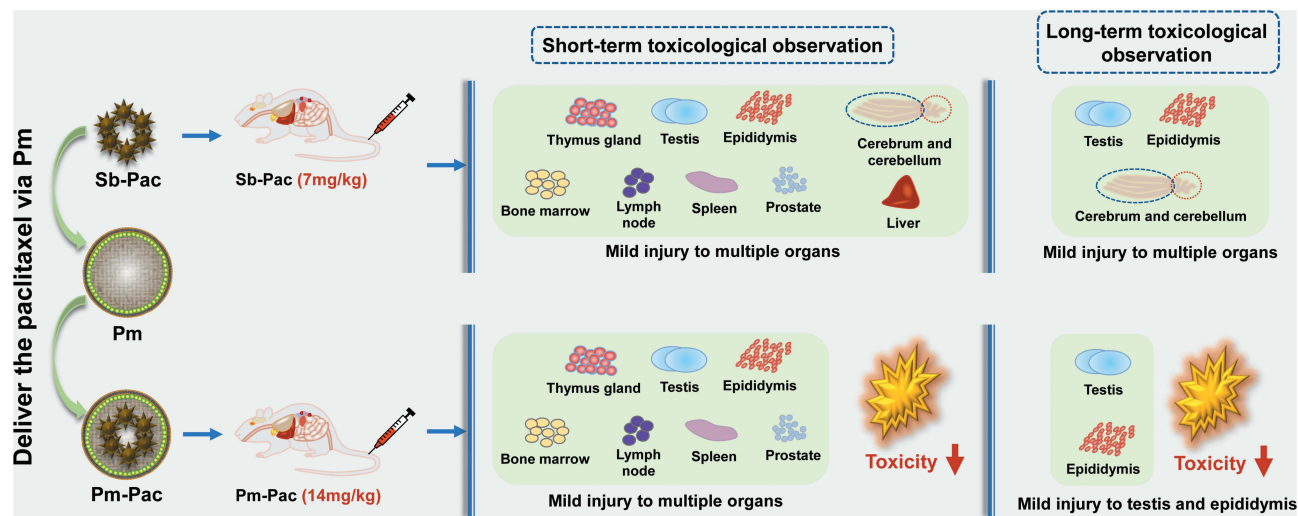 Deliver the paclitaxel via Pm
Short-term toxicological observation
Long-term toxicological
observation
Sb-Pac
Sb-Pac (7mg/kg)
Thymus gland
Testis
Epididymis
Cerebrum and
cerebellum
Bone marrow
Lymph
node
Spleen
Prostate
Liver
Mild injury to multiple organs
Testis
Epididymis
Cerebrum and cerebellum
Mild injury to multiple organs
Pm
Pm-Pac
Pm-Pac (14mg/kg)
Thymus gland
Testis
Epididymis
Bone marrow
Lymph
node
Spleen
Prostate
Mild injury to multiple organs
Toxicity
Testis
Epididymis
Toxicity
Mild injury to testis and epididymis